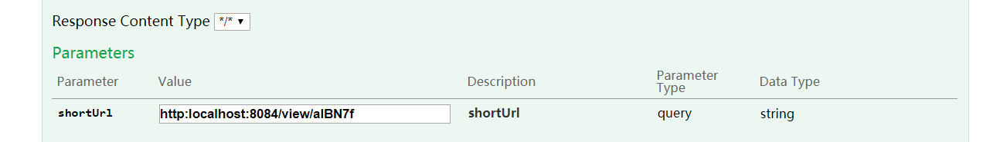 Response Content Type */* ▼
Parameters
Parameter Value Description Parameter Type Data Type
shortUrl http:localhost:8084/view/alBN7f shortUrl query string